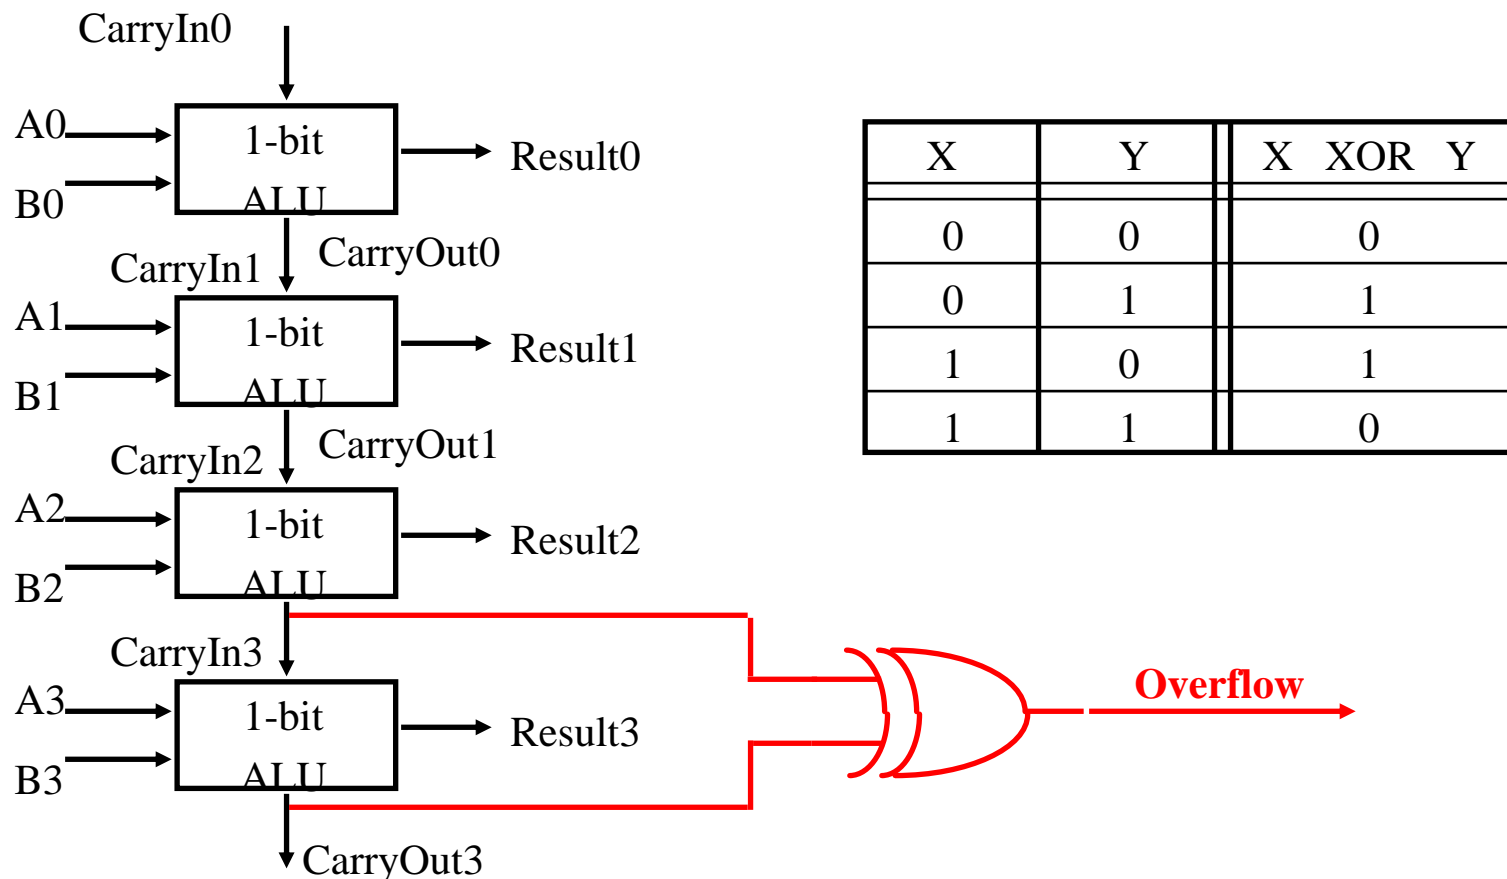 CarryIn0
A0
B0
1-bit
ALU
Result0
CarryIn1
CarryOut0
A1
B1
1-bit
ALU
Result1
CarryIn2
CarryOut1
A2
B2
1-bit
ALU
Result2
CarryIn3
A3
B3
1-bit
ALU
Result3
CarryOut3
Overflow
X Y X XOR Y
0 0 0
0 1 1
1 0 1
1 1 0